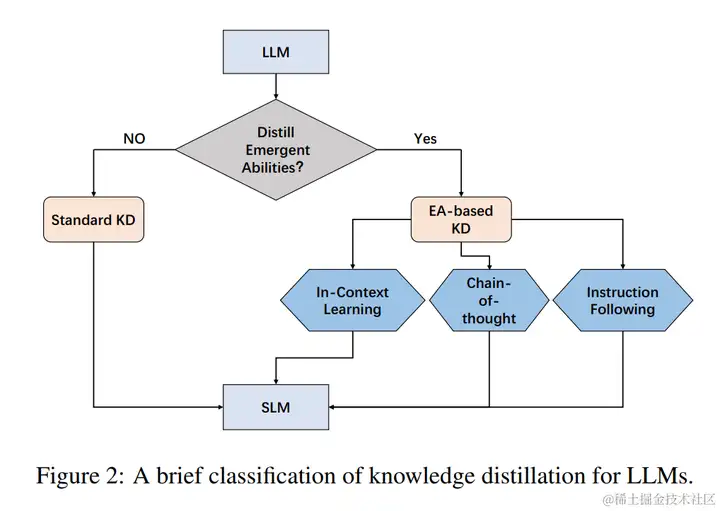 LLM
Distill
Emergent
Abilities?
NO
Yes
Standard KD
EA-based
KD
In-Context
Learning
Chain-
of-
thought
Instruction
Following
SLM
Figure 2: A brief classification of knowledge distillation for LLMs.
@稀土掘金技术社区